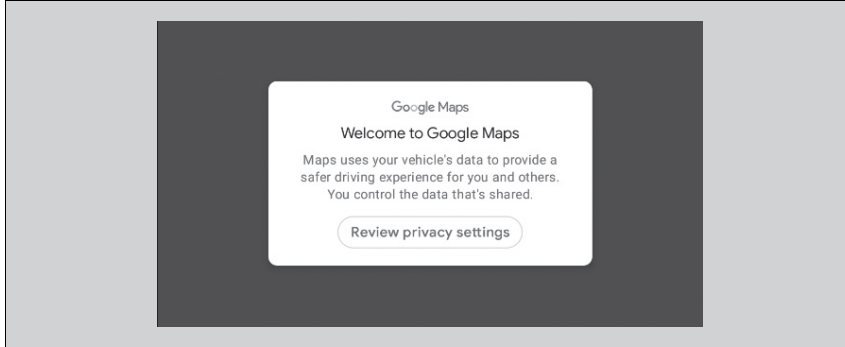 Google Maps
Welcome to Google Maps
Maps uses your vehicle's data to provide a
safer driving experience for you and others.
You control the data that's shared.
Review privacy settings